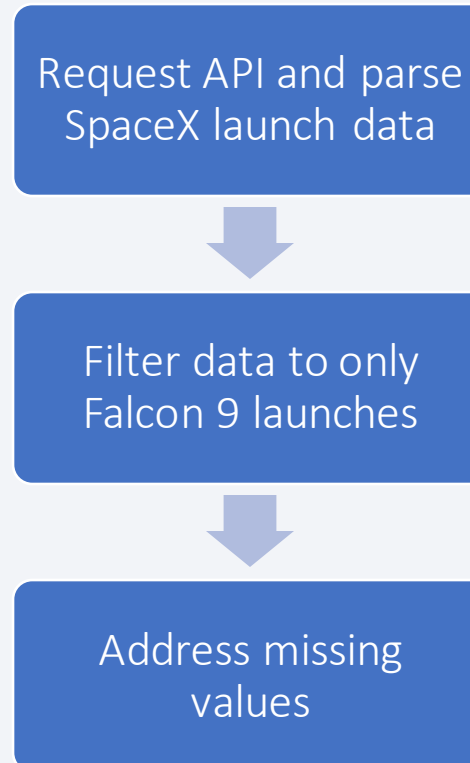 Request API and parse
SpaceX launch data
Filter data to only
Falcon 9 launches
Address missing
values